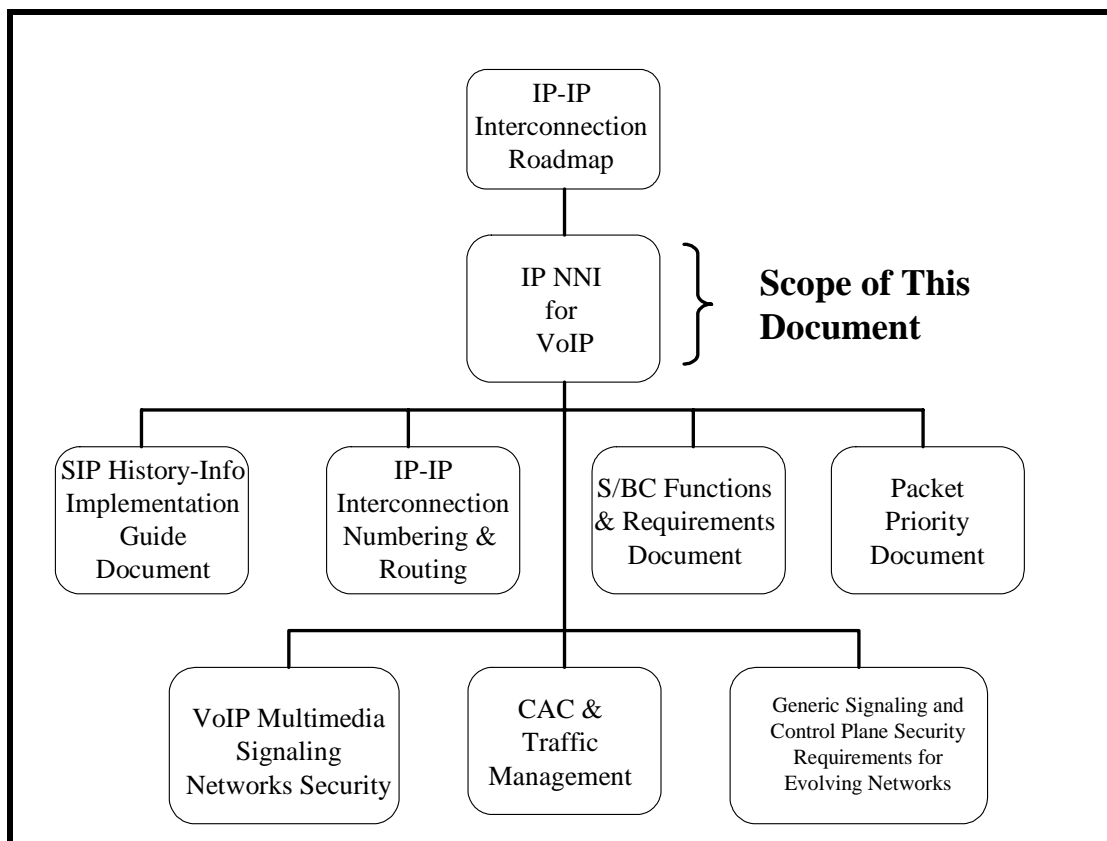 IP-IP
Interconnection
Roadmap
IP NNI
for
VoIP
Scope of This
Document
SIP History-Info
Implementation
Guide
Document
IP-IP
Interconnection
Numbering &
Routing
S/BC Functions
& Requirements
Document
Packet
Priority
Document
VoIP Multimedia
Signaling
Networks Security
CAC &
Traffic
Management
Generic Signaling and
Control Plane Security
Requirements for
Evolving Networks